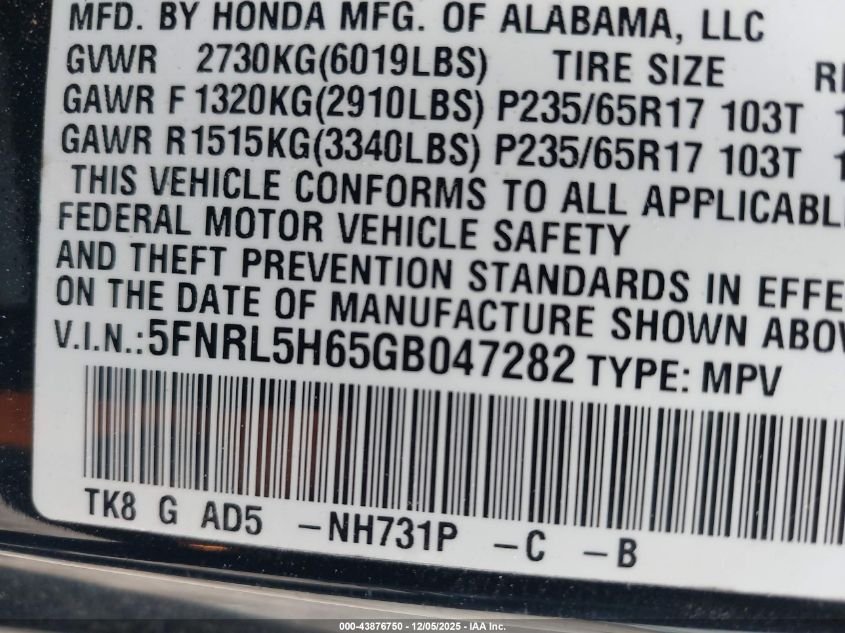 MFD. BY HONDA MFG. OF ALABAMA, LLC
GVWR 2730KG(6019LBS) TIRE SIZE
GAWR F 1320KG(2910LBS) P235/65R17 103T
GAWR R1515KG(3340LBS) P235/65R17 103T
THIS VEHICLE CONFORMS TO ALL APPLICABL
FEDERAL MOTOR VEHICLE SAFETY
AND THEFT PREVENTION STANDARDS IN EFFE
ON THE DATE OF MANUFACTURE SHOWN ABOV
V.I.N.:5FNRL5H65GB047282 TYPE: MPV
TK8 G AD5 -NH731P -C -B
000-43876750 - 12/05/2025 - IAA Inc.